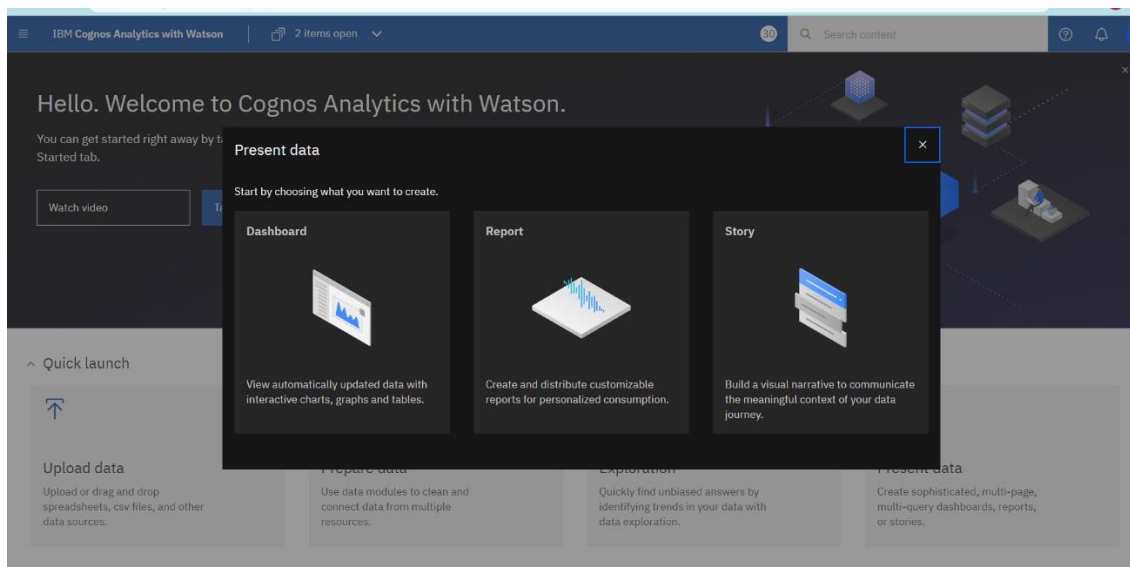 IBM Cognos Analytics with Watson
2 items open
30
Search content
Hello. Welcome to Cognos Analytics with Watson.
You can get started right away by
Started tab.
Watch video
Present data
Start by choosing what you want to create.
Dashboard
View automatically updated data with
interactive charts, graphs and tables.
Report
Create and distribute customizable
reports for personalized consumption.
Story
Build a visual narrative to communicate
the meaningful context of your data
journey.
Quick launch
Upload data
Upload or drag and drop
spreadsheets, csv files, and other
data sources.
Prepare data
Use data modules to clean and
connect data from multiple
resources.
Exploration
Quickly find unbiased answers by
identifying trends in your data with
data exploration.
Present data
Create sophisticated, multi-page,
multi-query dashboards, reports,
or stories.